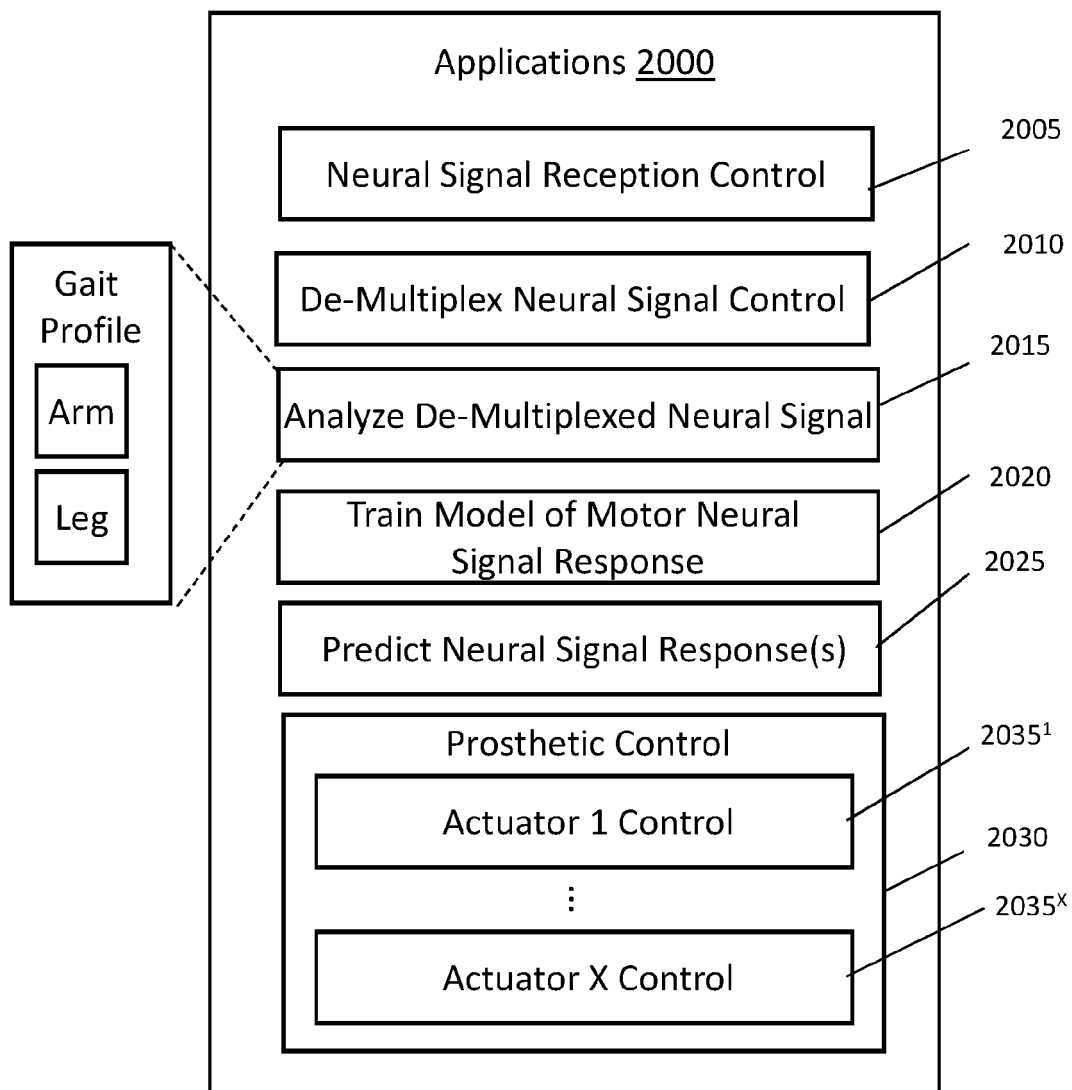 Applications 2000
Neural Signal Reception Control
2005
De-Multiplex Neural Signal Control
2010
Gait
Profile
Arm
Leg
Analyze De-Multiplexed Neural Signal
2015
Train Model of Motor Neural
Signal Response
2020
Predict Neural Signal Response(s)
2025
Prosthetic Control
2030
Actuator 1 Control
2035¹
⋮
Actuator X Control
2035ˣ